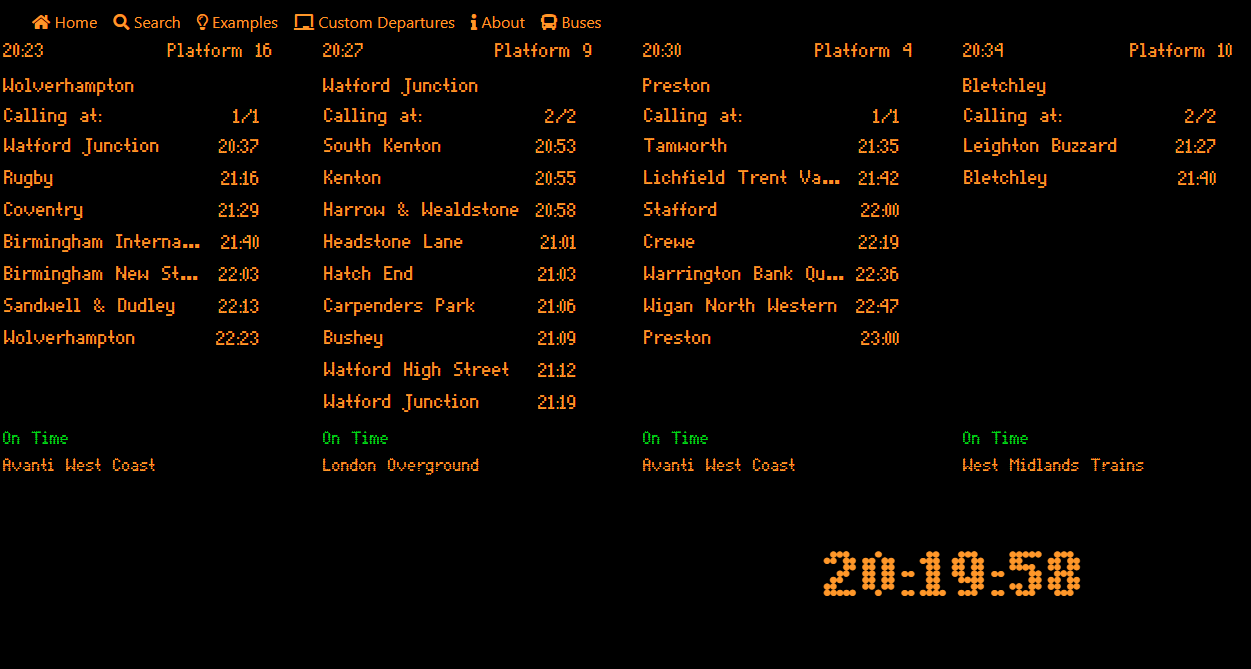 Home Search Examples Custom Departures About Buses
20:23 Platform 16
Wolverhampton
Calling at: 1/1
Watford Junction 20:37
Rugby 21:16
Coventry 21:29
Birmingham Interna... 21:40
Birmingham New St... 22:03
Sandwell & Dudley 22:13
Wolverhampton 22:23
On Time
Avanti West Coast
20:27 Platform 9
Watford Junction
Calling at: 2/2
South Kenton 20:53
Kenton 20:55
Harrow & Wealdstone 20:58
Headstone Lane 21:01
Hatch End 21:03
Carpenders Park 21:06
Bushey 21:09
Watford High Street 21:12
Watford Junction 21:19
On Time
London Overground
20:30 Platform 4
Preston
Calling at: 1/1
Tamworth 21:35
Lichfield Trent Va... 21:42
Stafford 22:00
Crewe 22:19
Warrington Bank Qu... 22:36
Wigan North Western 22:47
Preston 23:00
On Time
Avanti West Coast
20:34 Platform 10
Bletchley
Calling at: 2/2
Leighton Buzzard 21:27
Bletchley 21:40
On Time
West Midlands Trains
20:19:58